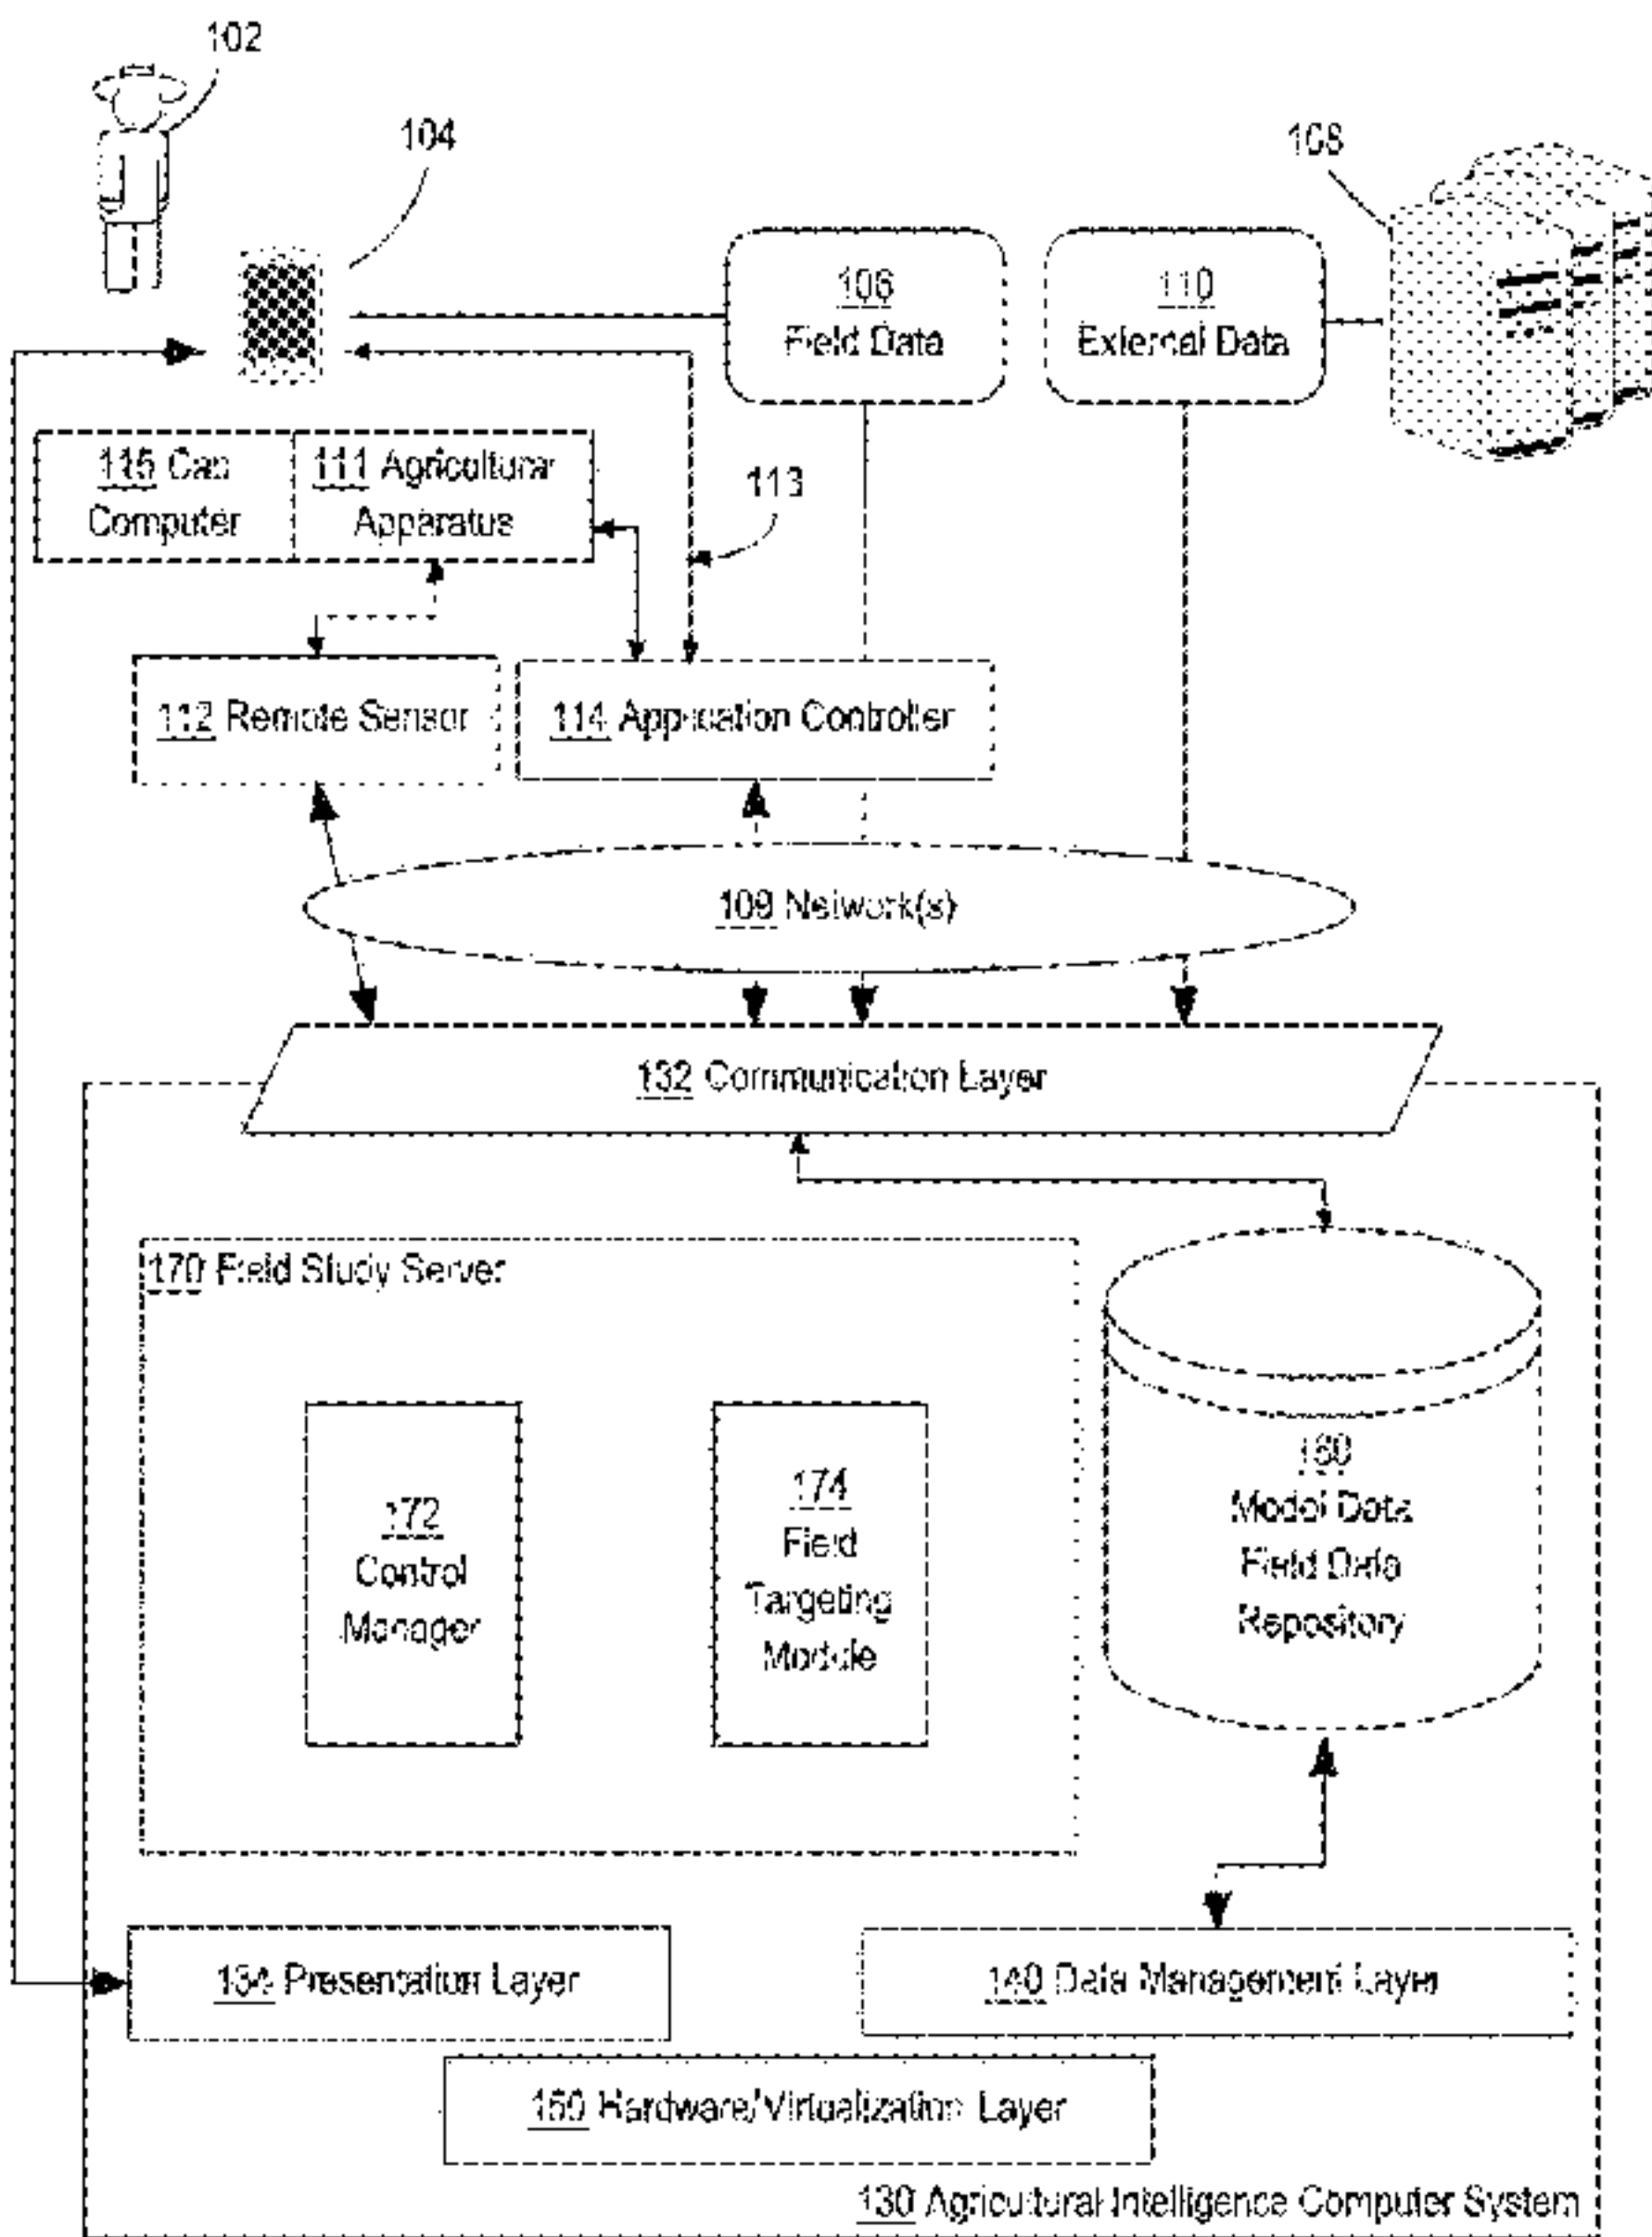 102
104
108
106
Field Data
110
External Data
115 Cab
Computer
111 Agricultural
Apparatus
113
112 Remote Sensor
114 Application Controller
109 Network(s)
132 Communication Layer
170 Field Study Server
172
Control
Manager
174
Field
Targeting
Module
160
Model Data
Field Data
Repository
134 Presentation Layer
140 Data Management Layer
150 Hardware/Virtualization Layer
130 Agricultural Intelligence Computer System